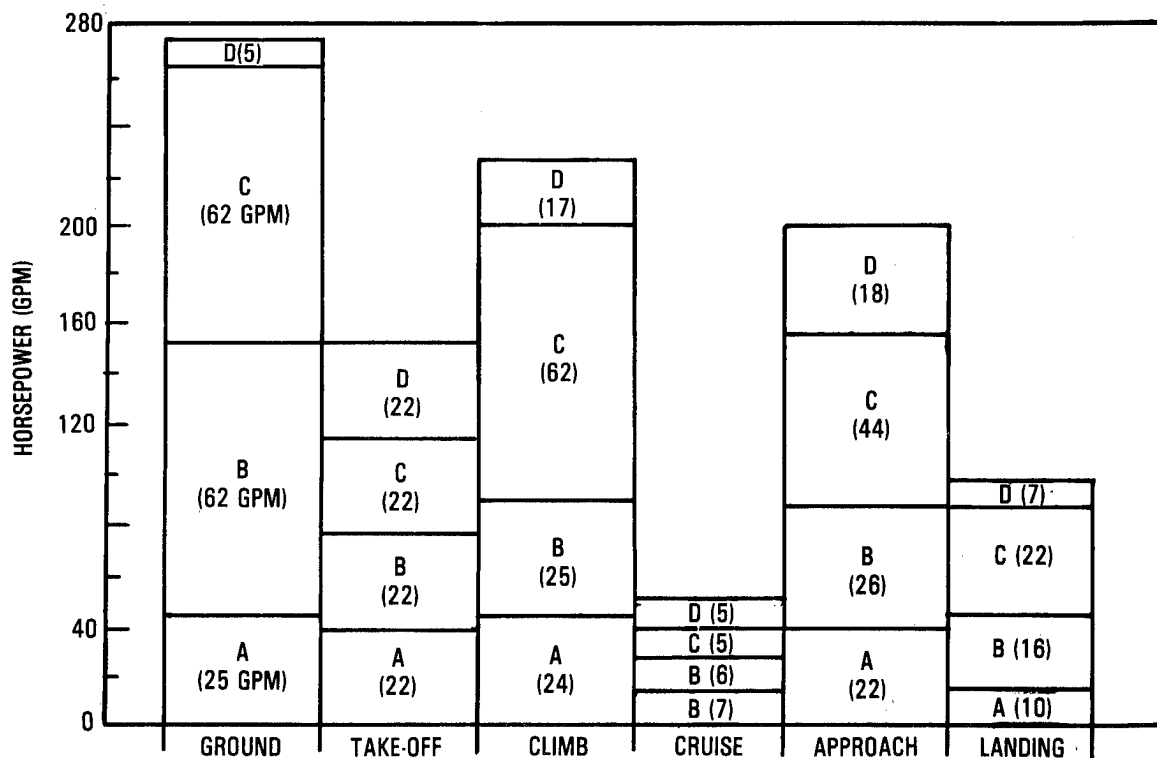 HORSEPOWER (GPM)
280
200
160
120
40
0
D(5)
C
(62 GPM)
B
(62 GPM)
A
(25 GPM)
D
(22)
C
(22)
B
(22)
A
(22)
D
(17)
C
(62)
B
(25)
A
(24)
D (5)
C (5)
B (6)
B (7)
D
(18)
C
(44)
B
(26)
A
(22)
D (7)
C (22)
B (16)
A (10)
GROUND
TAKE-OFF
CLIMB
CRUISE
APPROACH
LANDING